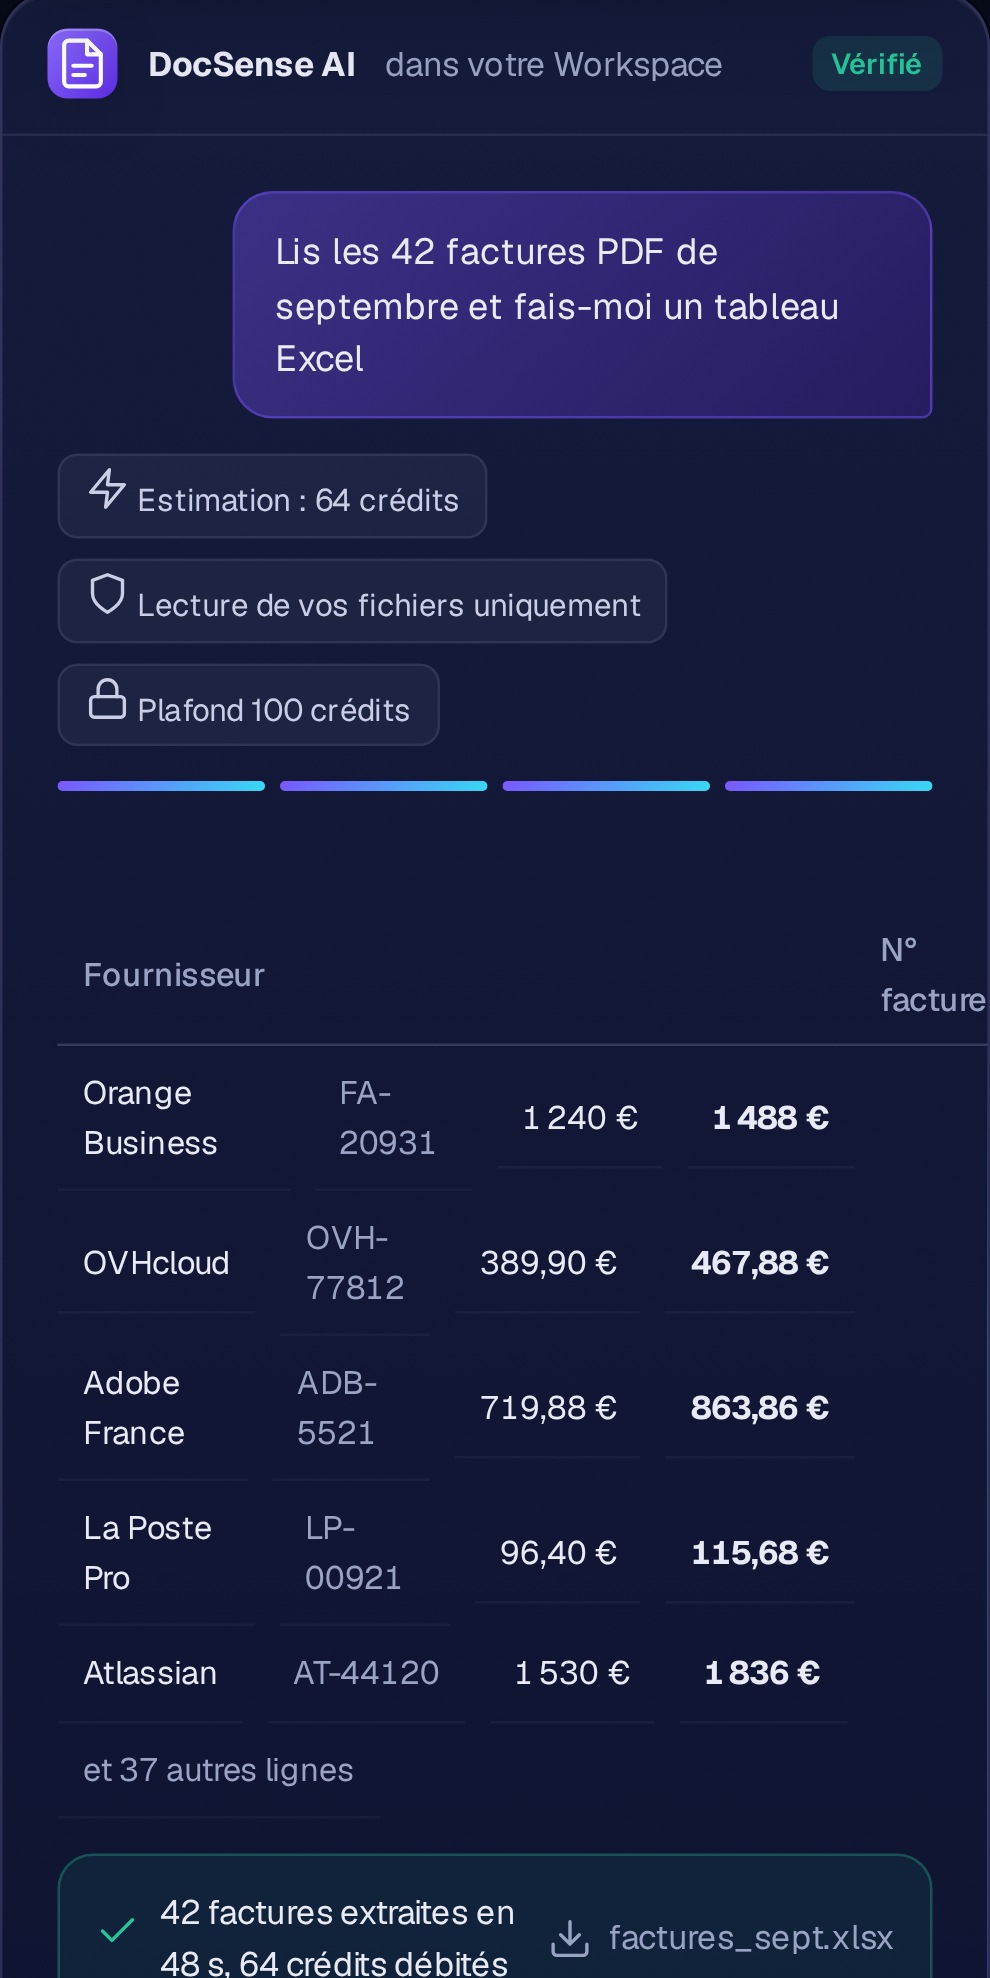 DocSense AI dans votre Workspace Vérifié
Lis les 42 factures PDF de
septembre et fais-moi un tableau
Excel
Estimation : 64 crédits
Lecture de vos fichiers uniquement
Plafond 100 crédits
Fournisseur
N°
facture
Orange
Business
FA-
20931
1 240 €
1 488 €
OVHcloud
OVH-
77812
389,90 €
467,88 €
Adobe
France
ADB-
5521
719,88 €
863,86 €
La Poste
Pro
LP-
00921
96,40 €
115,68 €
Atlassian
AT-44120
1 530 €
1 836 €
et 37 autres lignes
42 factures extraites en
48 s, 64 crédits débités
factures_sept.xlsx